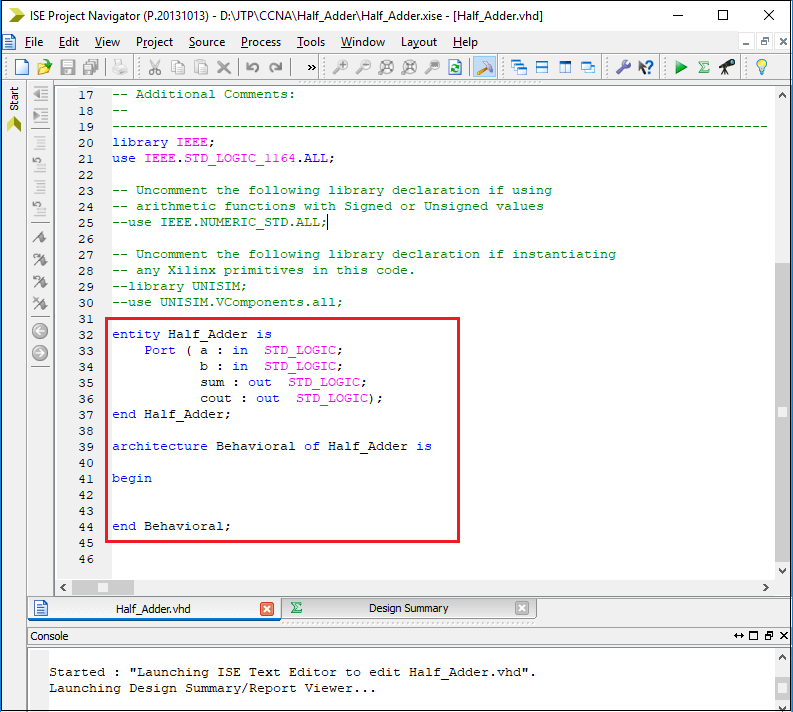 ISE Project Navigator (P.20131013) - D:\JTP\CCNA\Half_Adder\Half_Adder.xise - [Half_Adder.vhd]
File Edit View Project Source Process Tools Window Layout Help
Start
17 -- Additional Comments:
18 --
19 ----------------------------------------------------------------------------------
20 library IEEE;
21 use IEEE.STD_LOGIC_1164.ALL;
22
23 -- Uncomment the following library declaration if using
24 -- arithmetic functions with Signed or Unsigned values
25 --use IEEE.NUMERIC_STD.ALL;
26
27 -- Uncomment the following library declaration if instantiating
28 -- any Xilinx primitives in this code.
29 --library UNISIM;
30 --use UNISIM.VComponents.all;
31
32 entity Half_Adder is
33     Port ( a : in  STD_LOGIC;
34            b : in  STD_LOGIC;
35            sum : out  STD_LOGIC;
36            cout : out  STD_LOGIC);
37 end Half_Adder;
38
39 architecture Behavioral of Half_Adder is
40
41 begin
42
43
44 end Behavioral;
45
46
Half_Adder.vhd
Design Summary
Console
Started : "Launching ISE Text Editor to edit Half_Adder.vhd".
Launching Design Summary/Report Viewer...